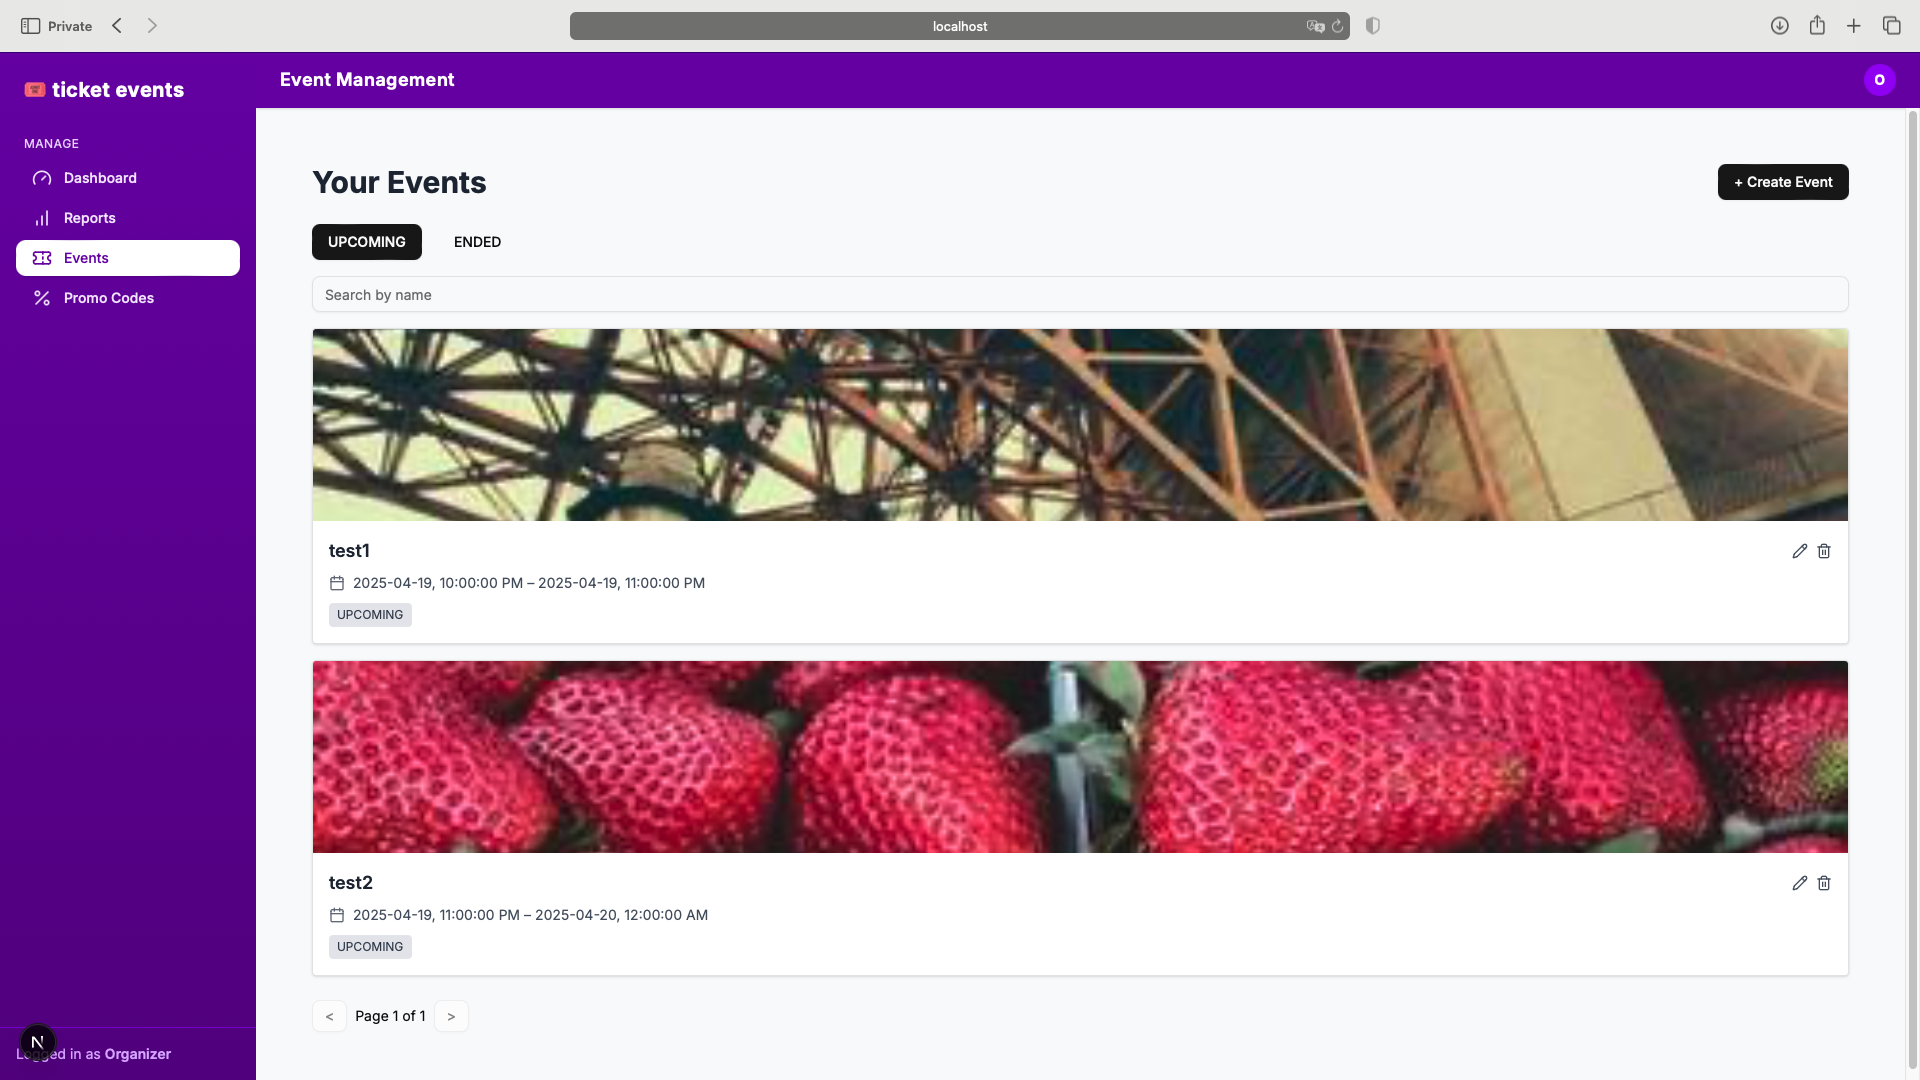 Private
localhost
ticket events
Event Management
O
MANAGE
Dashboard
Reports
Events
Promo Codes
Your Events
+ Create Event
UPCOMING
ENDED
Search by name
test1
2025-04-19, 10:00:00 PM – 2025-04-19, 11:00:00 PM
UPCOMING
test2
2025-04-19, 11:00:00 PM – 2025-04-20, 12:00:00 AM
UPCOMING
< Page 1 of 1 >
N
Logged in as Organizer